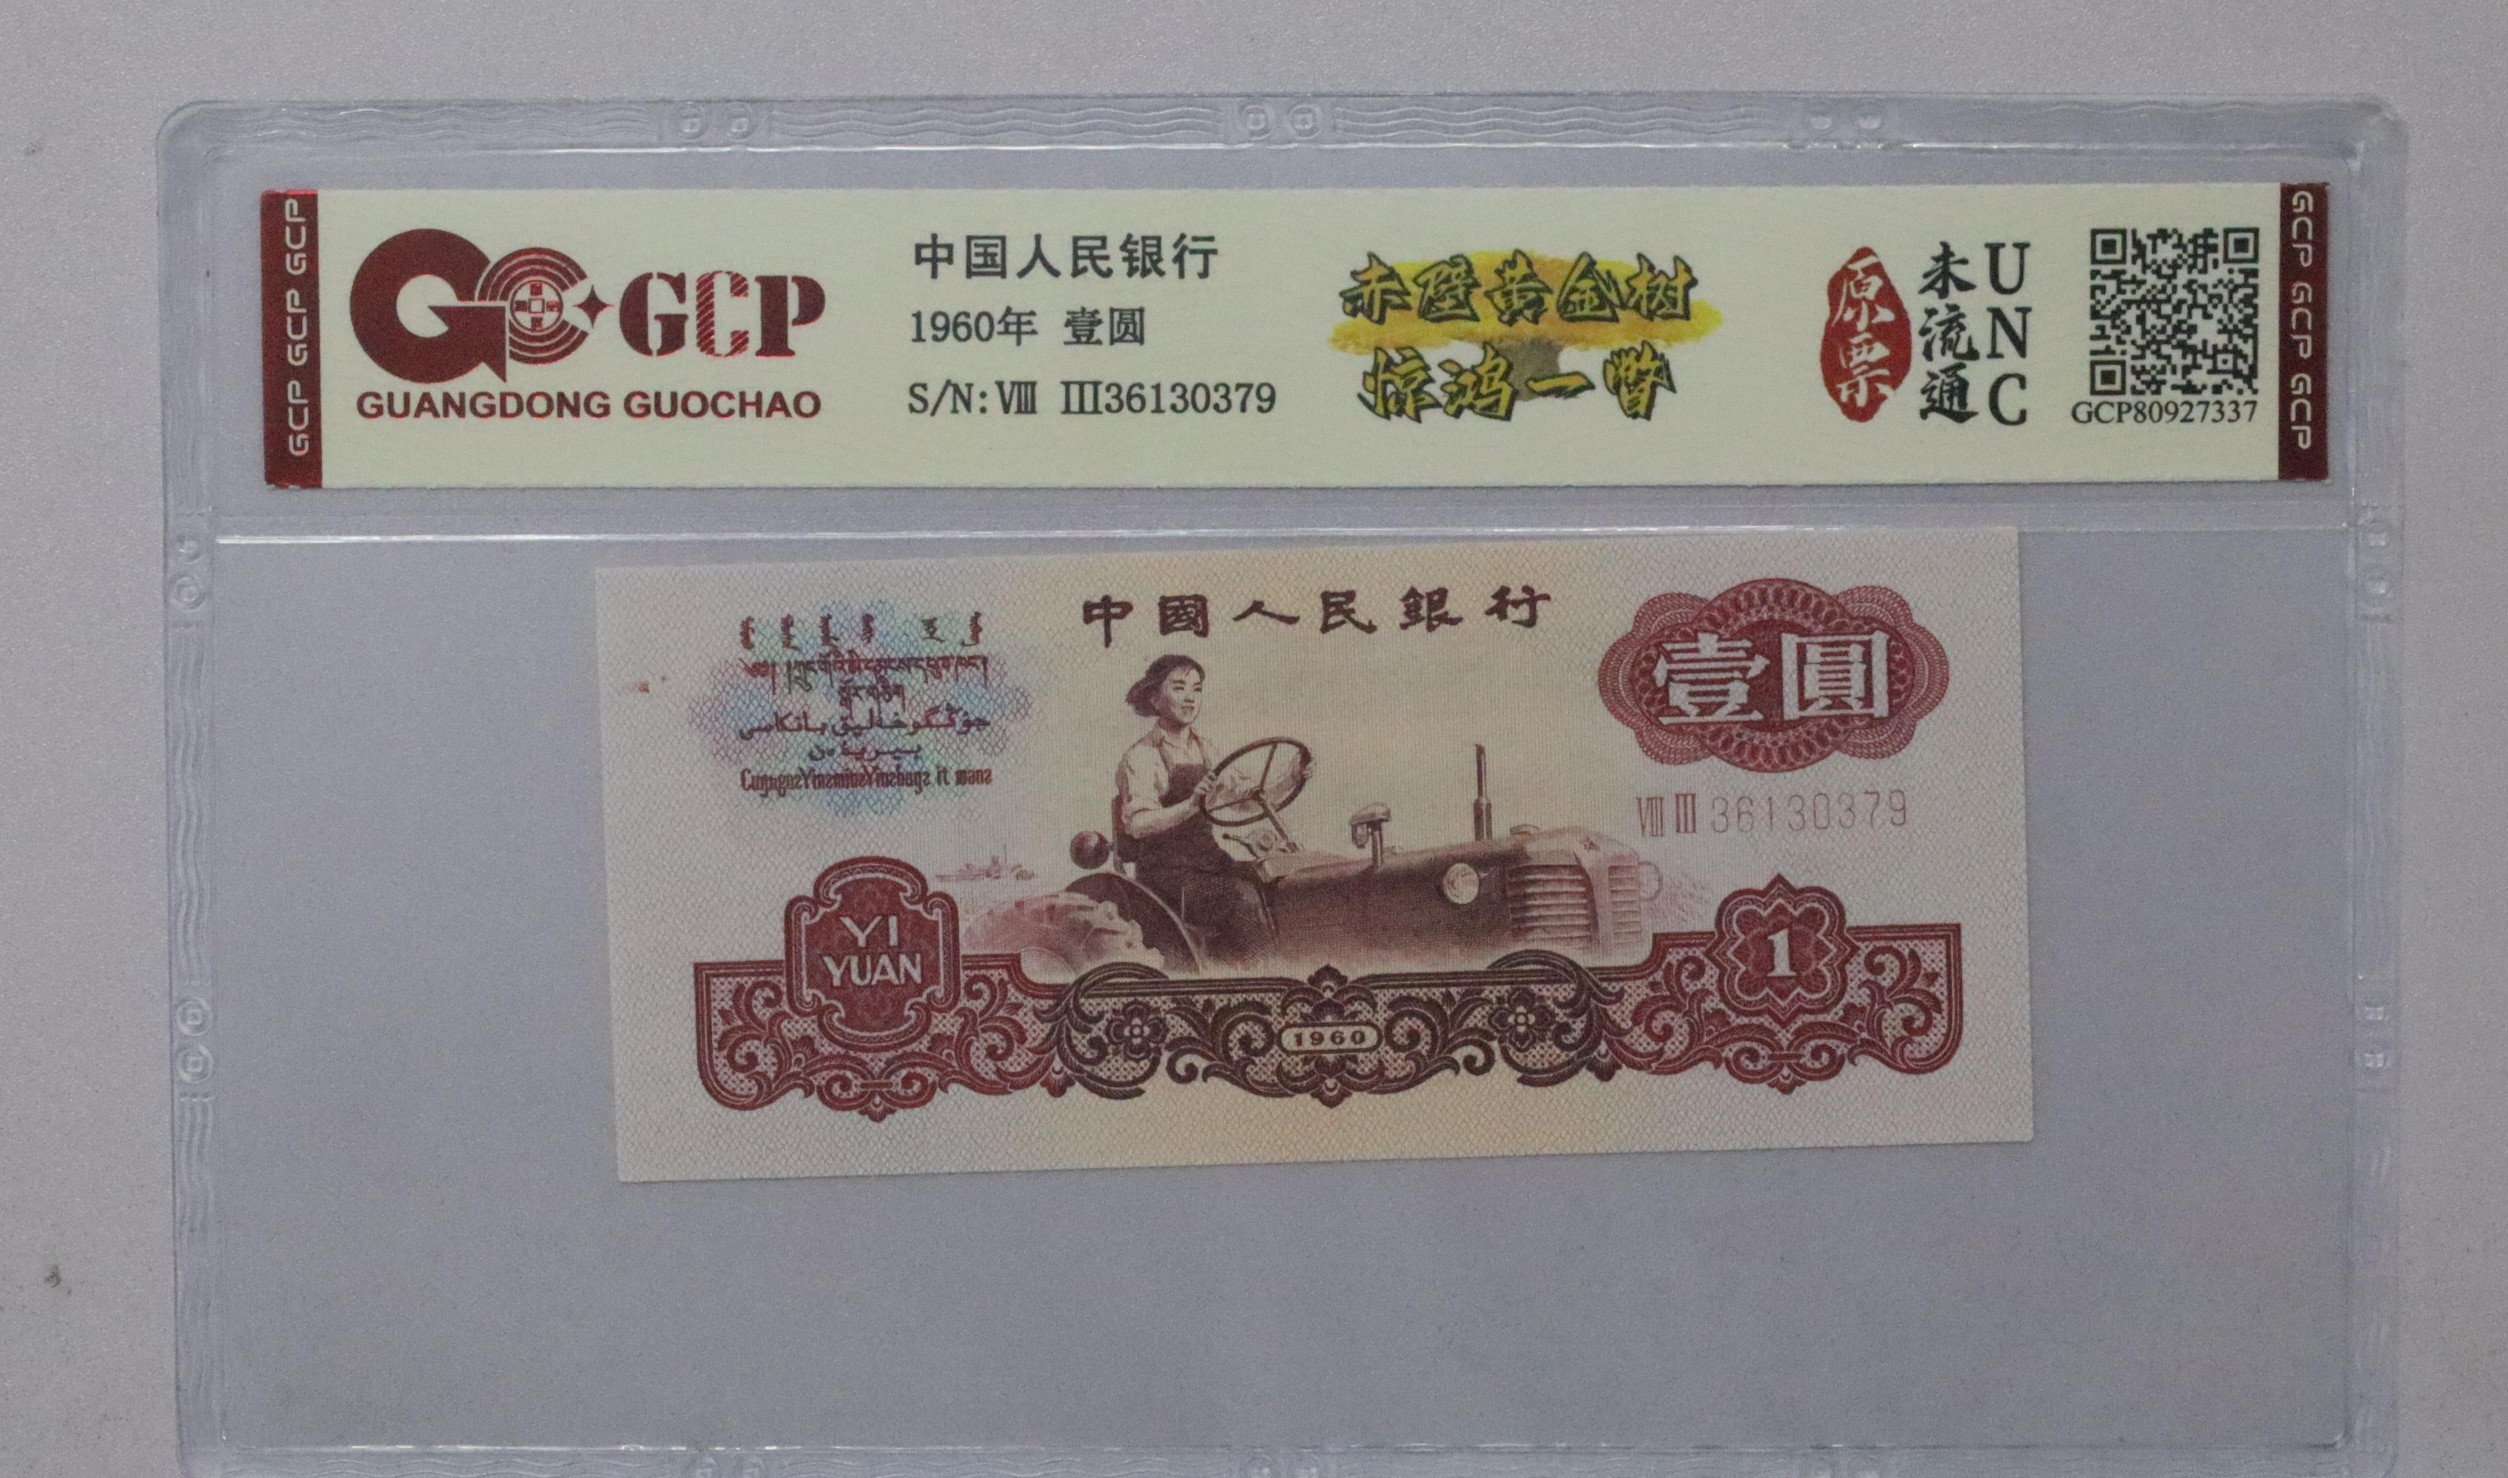 GCP GCP GCP
GCP
GUANGDONG GUOCHAO
中国人民银行
1960年 壹圆
S/N: Ⅷ Ⅲ36130379
赤壁黄金树
惊鸿一瞥
原票
未流通
UNC
GCP80927337
GCP GCP GCP
中國人民銀行
壹圓
Ⅷ Ⅲ 36130379
YI
YUAN
1960
1